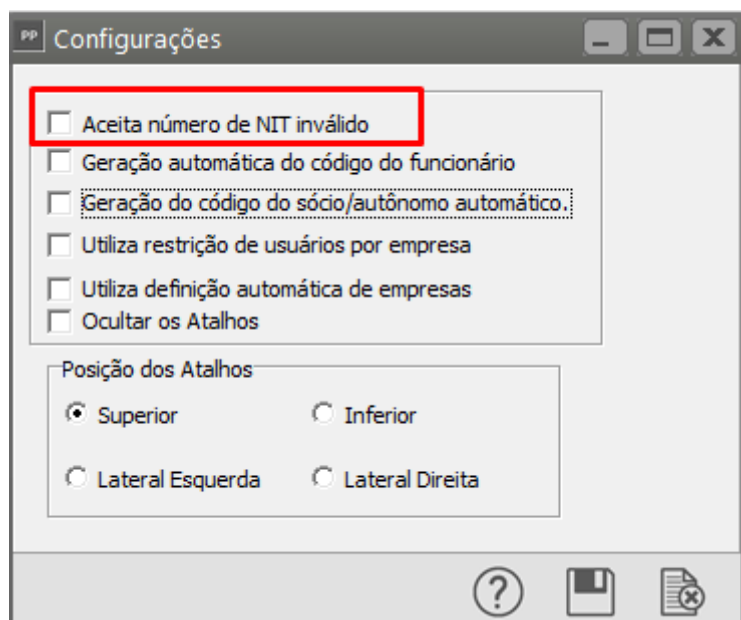 PP Configurações
Aceita número de NIT inválido
Geração automática do código do funcionário
Geração do código do sócio/autônomo automático.
Utiliza restrição de usuários por empresa
Utiliza definição automática de empresas
Ocultar os Atalhos
Posição dos Atalhos
Superior Inferior
Lateral Esquerda Lateral Direita
?